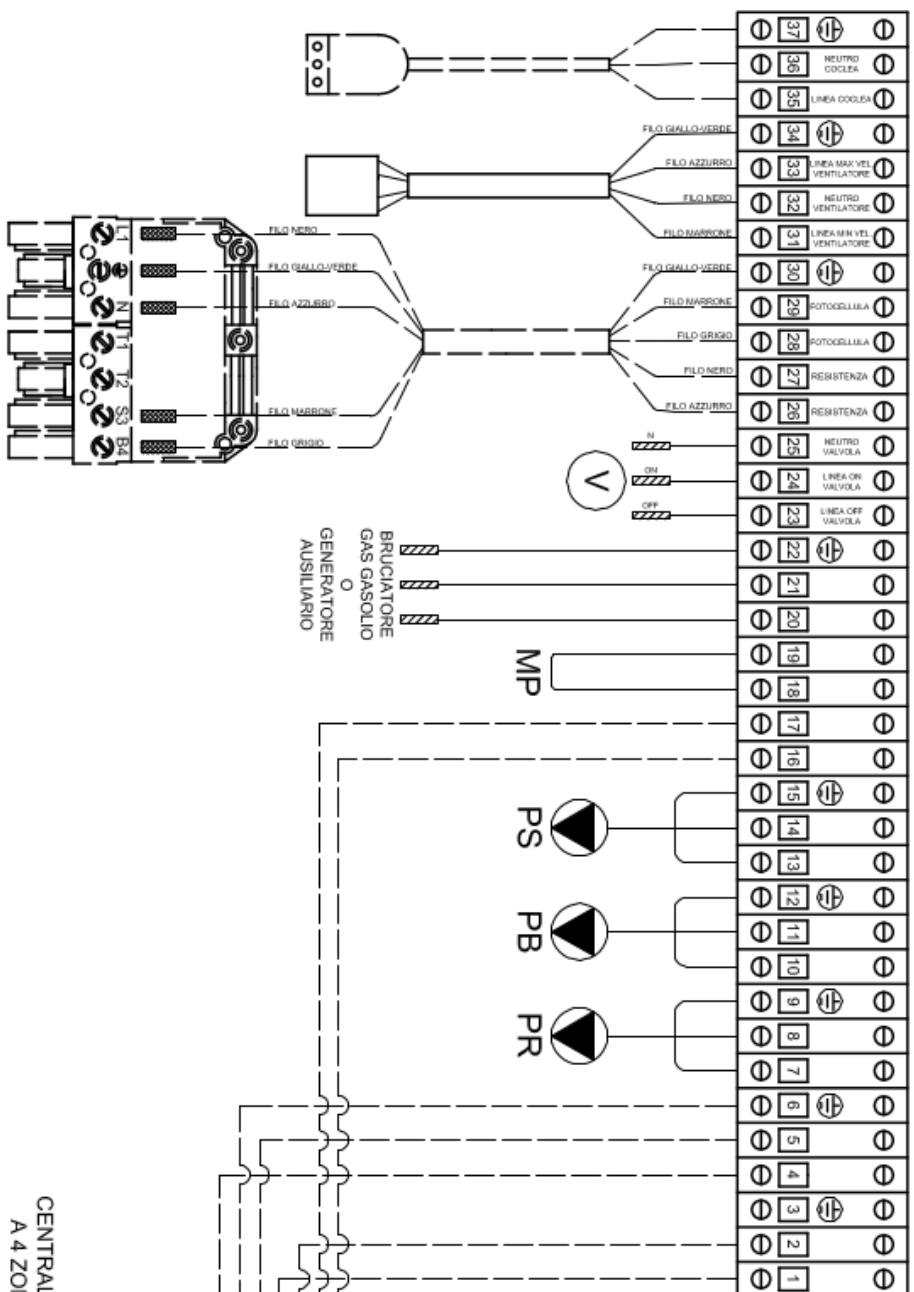 37
36 NEUTRO
COCLEA
35 LINEA COCLEA
FILO GIALLO-VERDE 34
FILO AZZURRO 33 LINEA MAX VEL.
VENTILATORE
FILO NERO 32 NEUTRO
VENTILATORE
FILO MARRONE 31 LINEA MIN VEL.
VENTILATORE
L1 FILO NERO
FILO GIALLO-VERDE
N FILO AZZURRO
T1
T2
S3 FILO MARRONE
B4 FILO GRIGIO
FILO GIALLO-VERDE 30
FILO MARRONE 29 FOTOCELLULA
FILO GRIGIO 28 FOTOCELLULA
FILO NERO 27 RESISTENZA
FILO AZZURRO 26 RESISTENZA
N 25 NEUTRO
VALVOLA
V
ON 24 LINEA ON
VALVOLA
OFF 23 LINEA OFF
VALVOLA
BRUCIATORE
GAS GASOLIO
O
GENERATORE
AUSILIARIO
22
21
20
MP
19
18
17
16
PS
15
14
13
PB
12
11
10
PR
9
8
7
6
5
4
3
2
1
CENTRAL
A 4 ZO